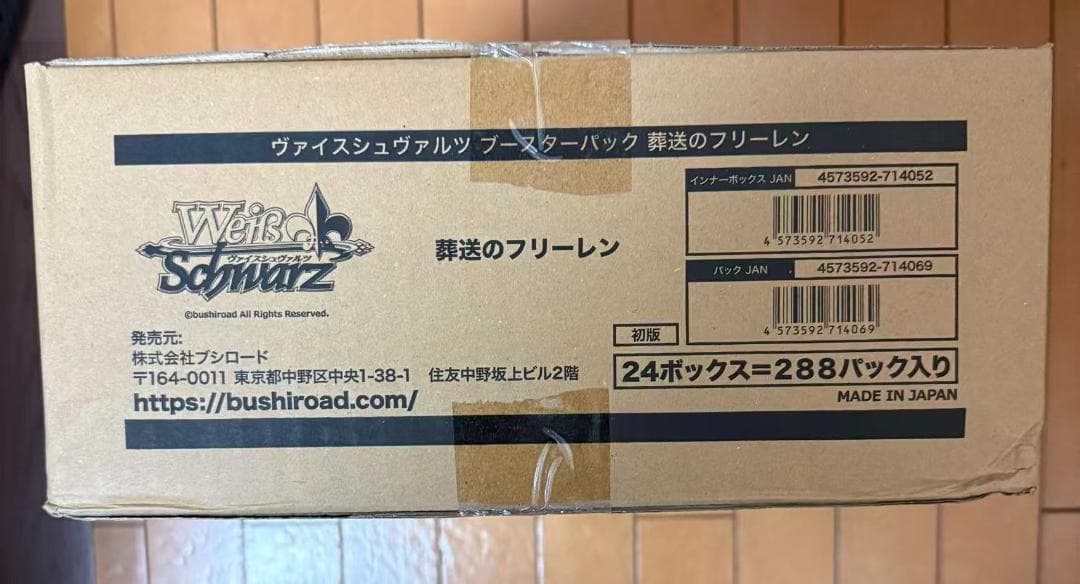 ヴァイスシュヴァルツ ブースターパック 葬送のフリーレン
インナーボックス JAN 4573592-714052
4 573592 714052
パック JAN 4573592-714069
4 573592 714069
Weiß
ヴァイスシュヴァルツ
Schwarz
©bushiroad All Rights Reserved.
葬送のフリーレン
発売元:
株式会社ブシロード
〒164-0011 東京都中野区中央1-38-1 住友中野坂上ビル2階
https://bushiroad.com/
初版
24ボックス=288パック入り
MADE IN JAPAN